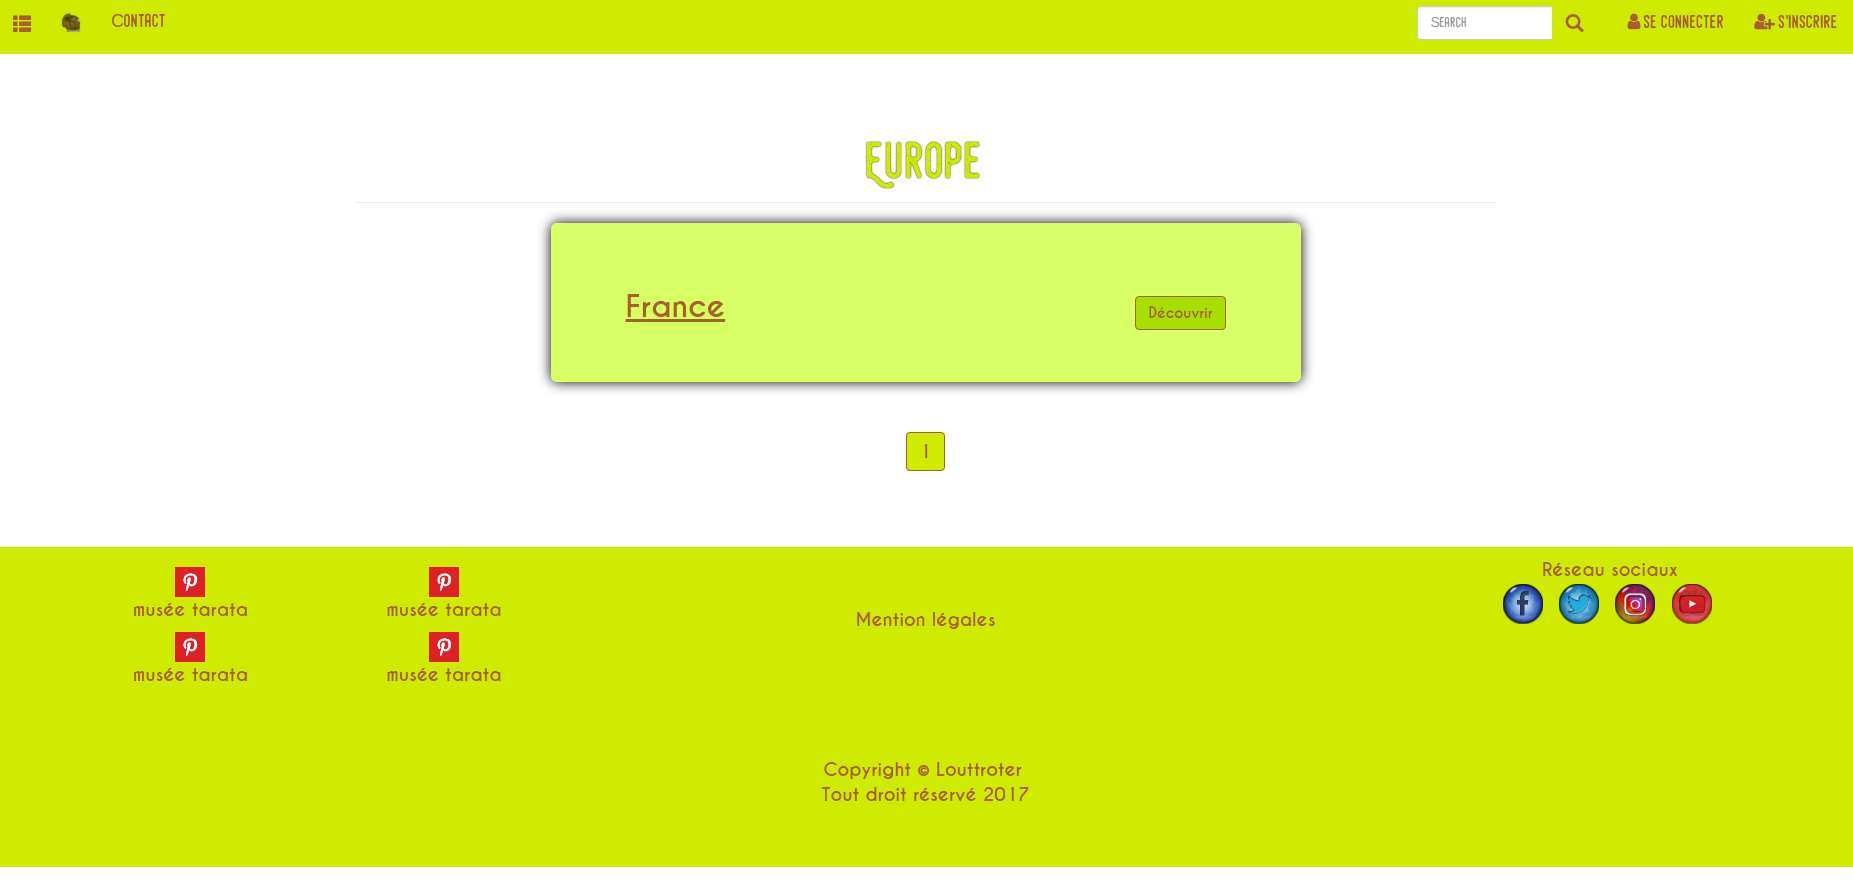 Contact
Search
SE CONNECTER
S'INSCRIRE
Europe
France
Découvrir
1
musée tarata
musée tarata
musée tarata
musée tarata
Mention légales
Réseau sociaux
Copyright © Louttroter
Tout droit réservé 2017